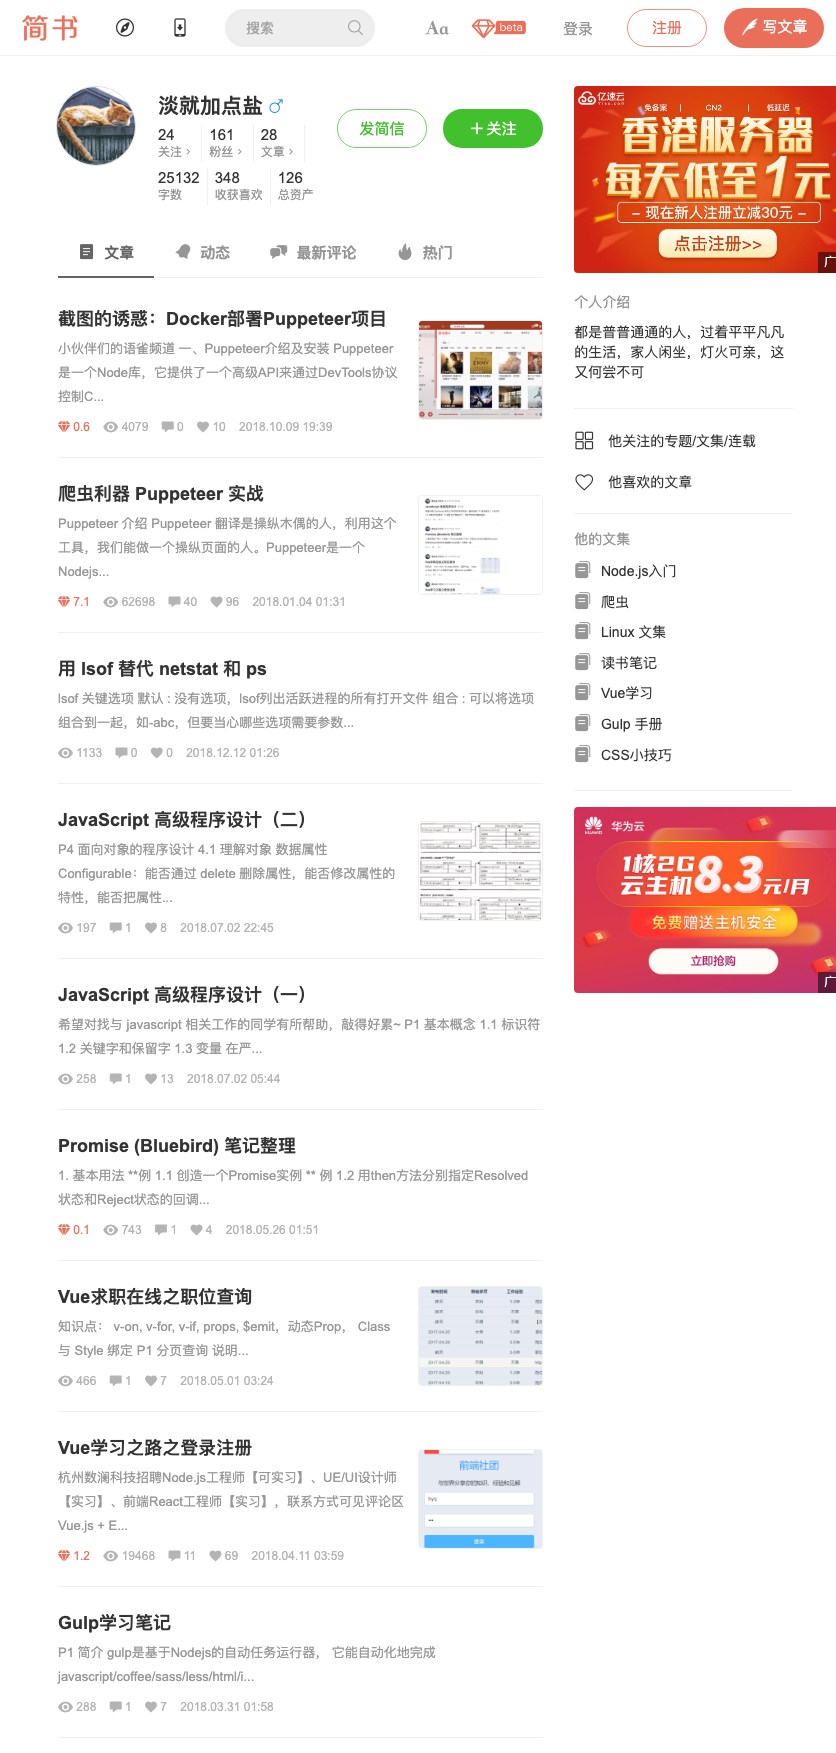 简书
搜索
Aa
beta
登录
注册
写文章
淡就加点盐
24 161 28
关注 粉丝 文章
25132 348 126
字数 收获喜欢 总资产
发简信
+关注
文章 动态 最新评论 热门
截图的诱惑：Docker部署Puppeteer项目
小伙伴们的语雀频道 一、Puppeteer介绍及安装 Puppeteer
是一个Node库，它提供了一个高级API来通过DevTools协议
控制C...
0.6 4079 0 10 2018.10.09 19:39
爬虫利器 Puppeteer 实战
Puppeteer 介绍 Puppeteer 翻译是操纵木偶的人，利用这个
工具，我们能做一个操纵页面的人。Puppeteer是一个
Nodejs...
7.1 62698 40 96 2018.01.04 01:31
用 lsof 替代 netstat 和 ps
lsof 关键选项 默认 : 没有选项，lsof列出活跃进程的所有打开文件 组合 : 可以将选项
组合到一起，如-abc，但要当心哪些选项需要参数...
1133 0 0 2018.12.12 01:26
JavaScript 高级程序设计（二）
P4 面向对象的程序设计 4.1 理解对象 数据属性
Configurable：能否通过 delete 删除属性，能否修改属性的
特性，能否把属性...
197 1 8 2018.07.02 22:45
JavaScript 高级程序设计（一）
希望对找与 javascript 相关工作的同学有所帮助，敲得好累~ P1 基本概念 1.1 标识符
1.2 关键字和保留字 1.3 变量 在严...
258 1 13 2018.07.02 05:44
Promise (Bluebird) 笔记整理
1. 基本用法 **例 1.1 创造一个Promise实例 ** 例 1.2 用then方法分别指定Resolved
状态和Reject状态的回调...
0.1 743 1 4 2018.05.26 01:51
Vue求职在线之职位查询
知识点： v-on, v-for, v-if, props, $emit，动态Prop， Class
与 Style 绑定 P1 分页查询 说明...
466 1 7 2018.05.01 03:24
Vue学习之路之登录注册
杭州数澜科技招聘Node.js工程师【可实习】、UE/UI设计师
【实习】、前端React工程师【实习】，联系方式可见评论区
Vue.js + E...
1.2 19468 11 69 2018.04.11 03:59
前端社团
与世界分享你的知识、经验和见解
登录
Gulp学习笔记
P1 简介 gulp是基于Nodejs的自动任务运行器， 它能自动化地完成
javascript/coffee/sass/less/html/i...
288 1 7 2018.03.31 01:58
亿速云
免备案 | CN2 | 低延迟
香港服务器
每天低至1元
– 现在新人注册立减30元 –
点击注册>>
广
个人介绍
都是普普通通的人，过着平平凡凡
的生活，家人闲坐，灯火可亲，这
又何尝不可
他关注的专题/文集/连载
他喜欢的文章
他的文集
Node.js入门
爬虫
Linux 文集
读书笔记
Vue学习
Gulp 手册
CSS小技巧
HUAWEI 华为云
1核2G
云主机8.3元/月
免费赠送主机安全
立即抢购
广